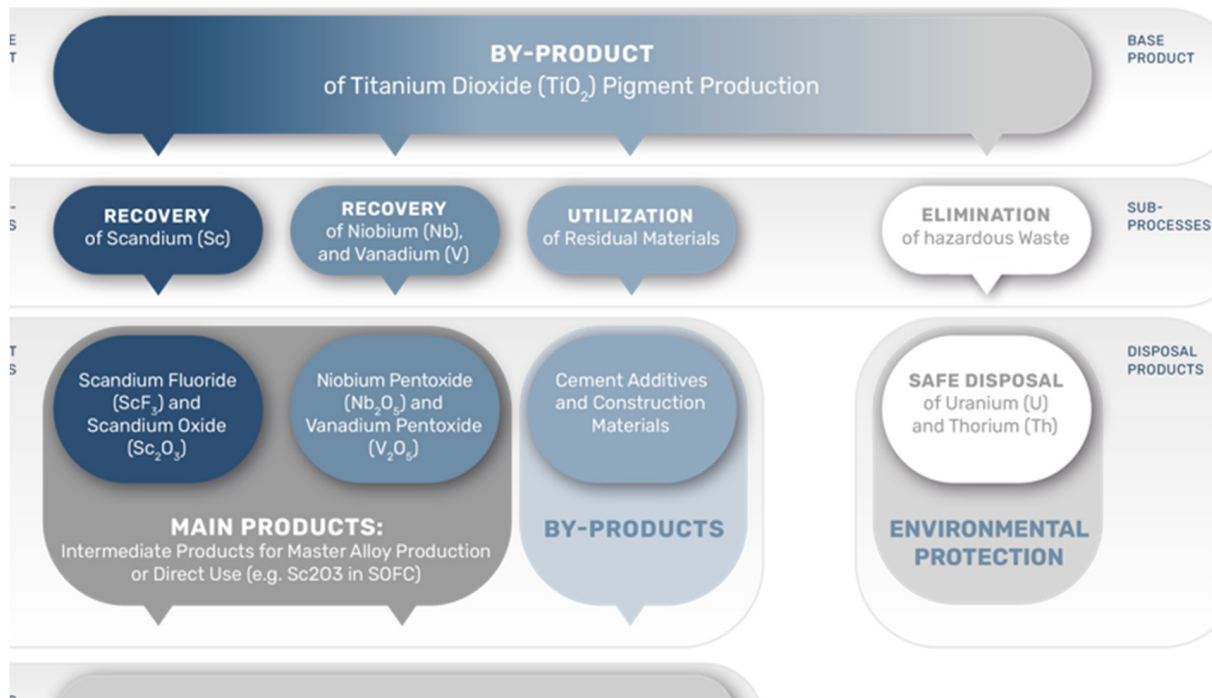 E
T
BY-PRODUCT
of Titanium Dioxide (TiO₂) Pigment Production
BASE
PRODUCT
-
S
RECOVERY
of Scandium (Sc)
RECOVERY
of Niobium (Nb),
and Vanadium (V)
UTILIZATION
of Residual Materials
ELIMINATION
of hazardous Waste
SUB-
PROCESSES
T
S
Scandium Fluoride
(ScF₃) and
Scandium Oxide
(Sc₂O₃)
Niobium Pentoxide
(Nb₂O₅) and
Vanadium Pentoxide
(V₂O₅)
Cement Additives
and Construction
Materials
SAFE DISPOSAL
of Uranium (U)
and Thorium (Th)
DISPOSAL
PRODUCTS
MAIN PRODUCTS:
Intermediate Products for Master Alloy Production
or Direct Use (e.g. Sc2O3 in SOFC)
BY-PRODUCTS
ENVIRONMENTAL
PROTECTION